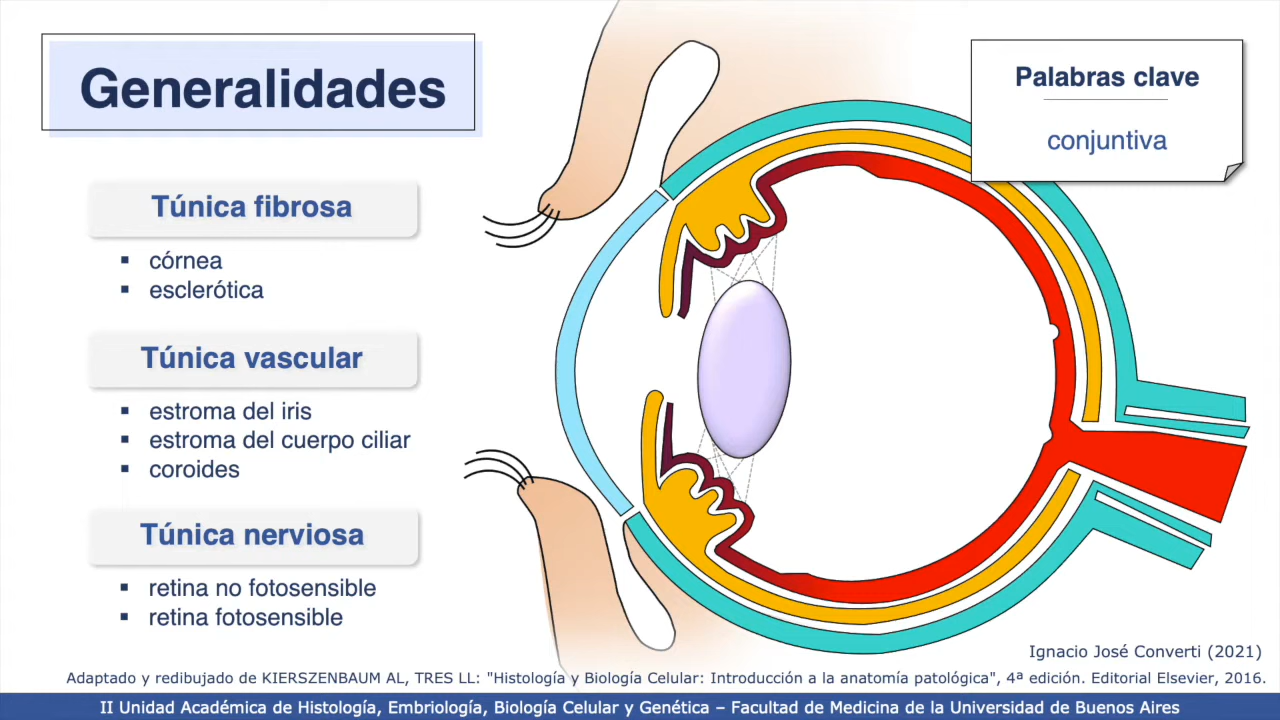 Generalidades
Palabras clave
conjuntiva
Túnica fibrosa
▪ córnea
▪ esclerótica
Túnica vascular
▪ estroma del iris
▪ estroma del cuerpo ciliar
▪ coroides
Túnica nerviosa
▪ retina no fotosensible
▪ retina fotosensible
Ignacio José Converti (2021)
Adaptado y redibujado de KIERSZENBAUM AL, TRES LL: "Histología y Biología Celular: Introducción a la anatomía patológica", 4ª edición. Editorial Elsevier, 2016.
II Unidad Académica de Histología, Embriología, Biología Celular y Genética – Facultad de Medicina de la Universidad de Buenos Aires